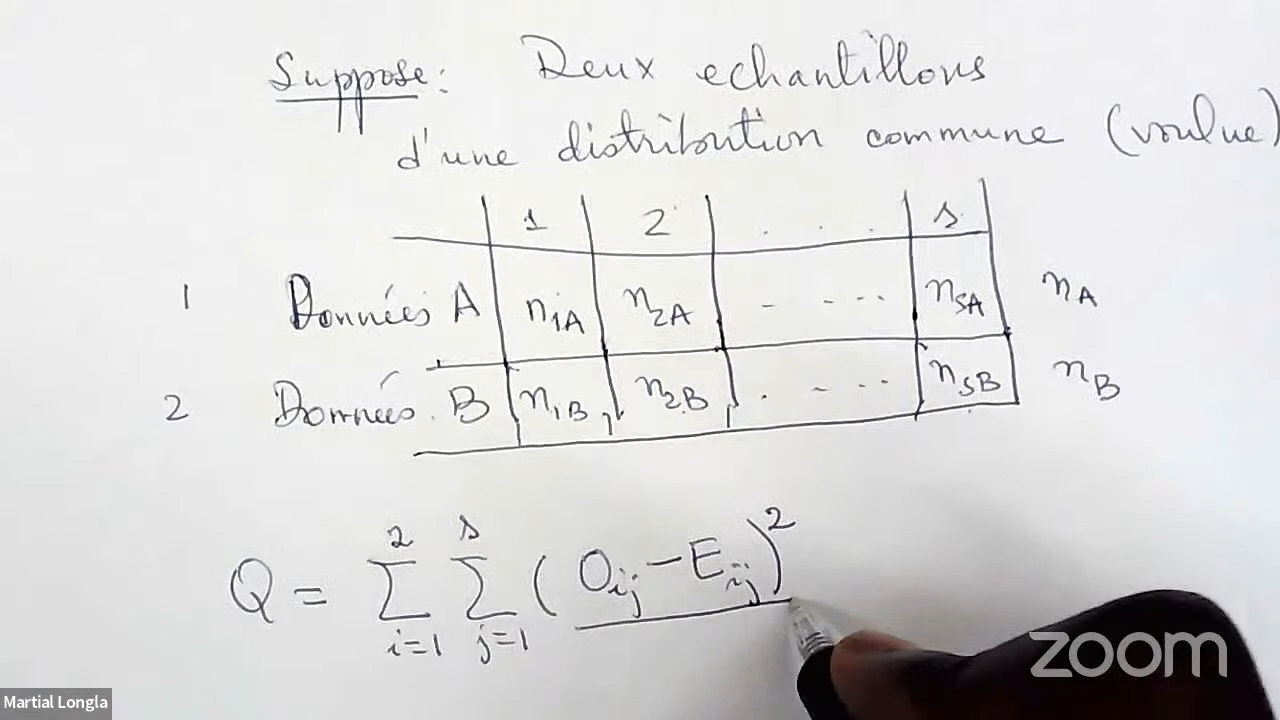 Suppose: Deux echantillons
d'une distribution commune (voulue)
1 2 . . . s
1 Données A n1A n2A - - ... nSA nA
2 Données B n1B n2B . - ... nSB nB
Q = Σ i=1 2 Σ j=1 s (Oij - Eij)²
zoom
Martial Longla